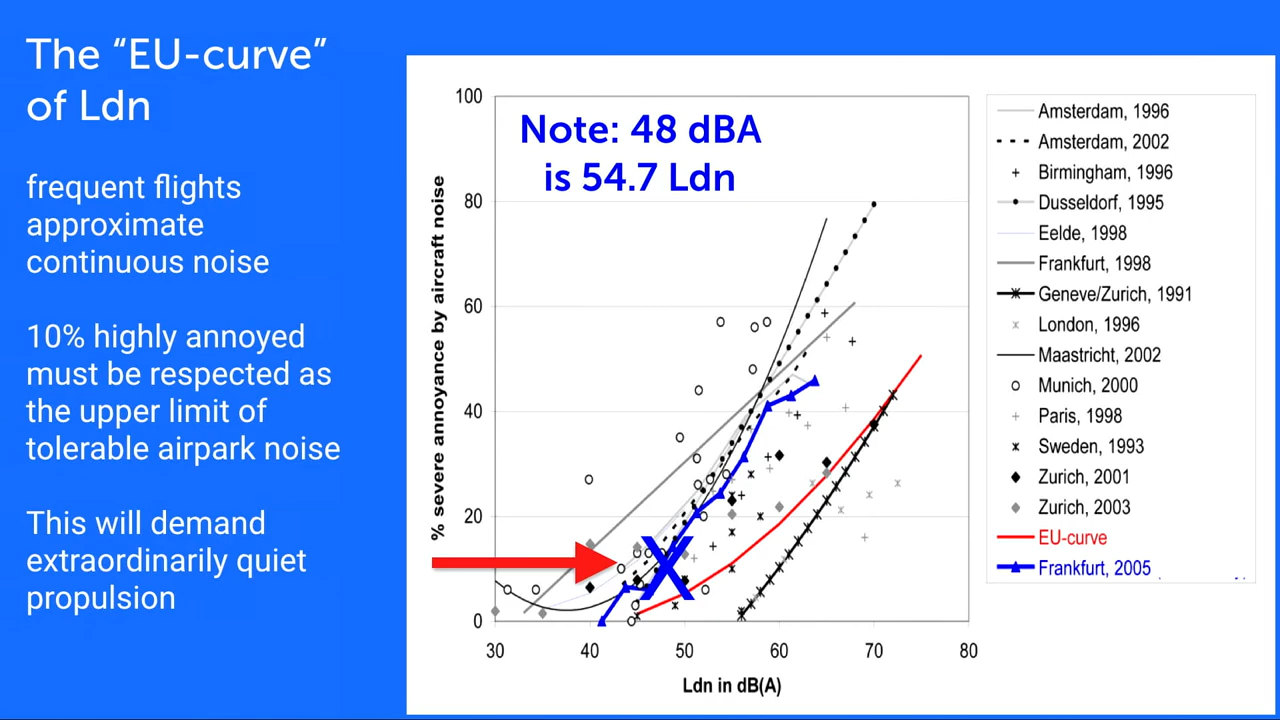 The “EU-curve”
of Ldn
frequent flights
approximate
continuous noise
10% highly annoyed
must be respected as
the upper limit of
tolerable airpark noise
This will demand
extraordinarily quiet
propulsion
Note: 48 dBA
is 54.7 Ldn
% severe annoyance by aircraft noise
100
80
60
40
20
0
30 40 50 60 70 80
Ldn in dB(A)
X
Amsterdam, 1996
Amsterdam, 2002
Birmingham, 1996
Dusseldorf, 1995
Eelde, 1998
Frankfurt, 1998
Geneve/Zurich, 1991
London, 1996
Maastricht, 2002
Munich, 2000
Paris, 1998
Sweden, 1993
Zurich, 2001
Zurich, 2003
EU-curve
Frankfurt, 2005